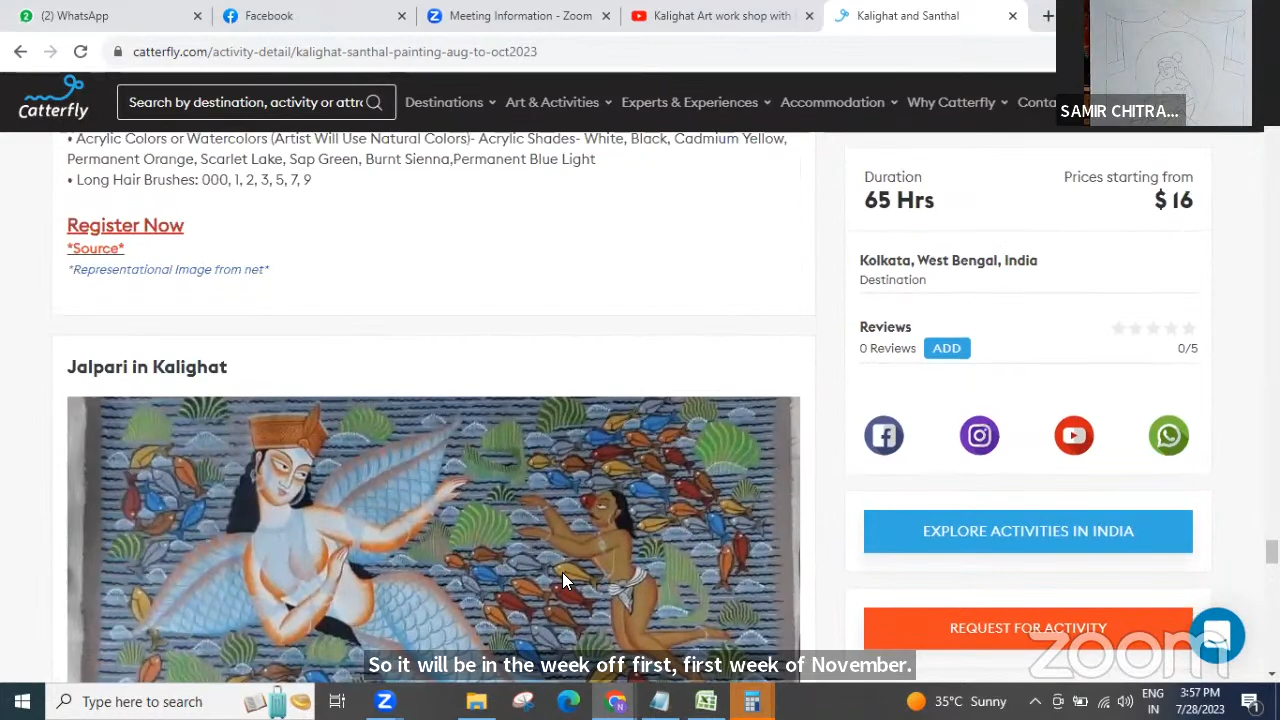 (2) WhatsApp
Facebook
Meeting Information - Zoom
Kalighat Art work shop with
Kalighat and Santhal
catterfly.com/activity-detail/kalighat-santhal-painting-aug-to-oct2023
SAMIR CHITRA...
Catterfly
Search by destination, activity or attra
Destinations
Art & Activities
Experts & Experiences
Accommodation
Why Catterfly
Conta
• Acrylic Colors or Watercolors (Artist Will Use Natural Colors)- Acrylic Shades- White, Black, Cadmium Yellow,
Permanent Orange, Scarlet Lake, Sap Green, Burnt Sienna,Permanent Blue Light
• Long Hair Brushes: 000, 1, 2, 3, 5, 7, 9
Register Now
*Source*
*Representational Image from net*
Jalpari in Kalighat
Duration
Prices starting from
65 Hrs
$ 16
Kolkata, West Bengal, India
Destination
Reviews
0 Reviews ADD
0/5
EXPLORE ACTIVITIES IN INDIA
REQUEST FOR ACTIVITY
zoom
So it will be in the week off first, first week of November.
Type here to search
35°C Sunny
ENG
IN
3:57 PM
7/28/2023
1